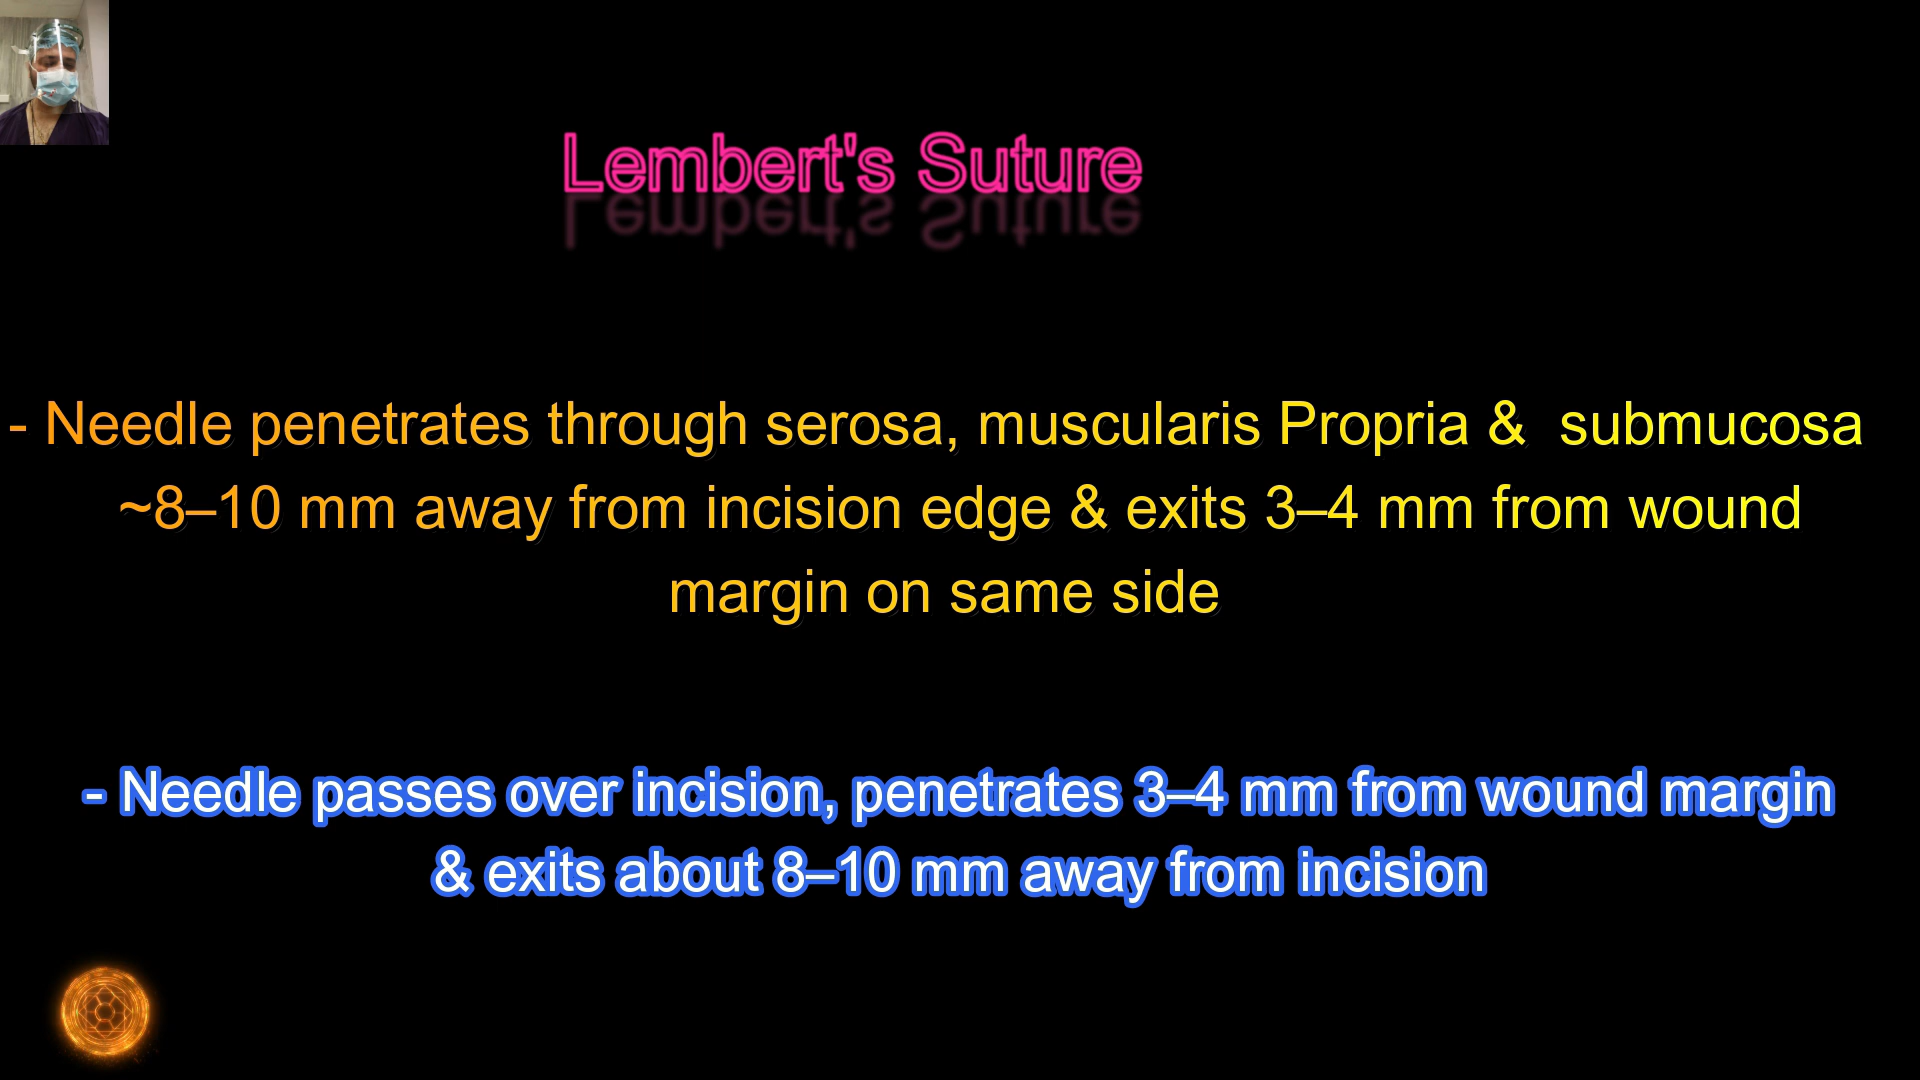 Lembert's Suture
- Needle penetrates through serosa, muscularis Propria &  submucosa
~8–10 mm away from incision edge & exits 3–4 mm from wound
margin on same side
- Needle passes over incision, penetrates 3–4 mm from wound margin
& exits about 8–10 mm away from incision